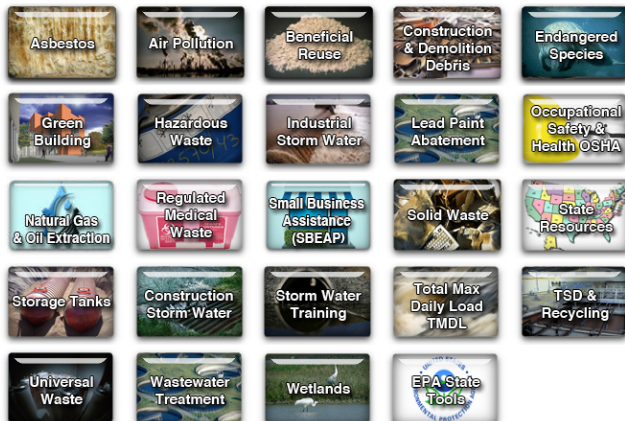 Asbestos
Air Pollution
Beneficial
Reuse
Construction
& Demolition
Debris
Endangered
Species
Green
Building
Hazardous
Waste
Industrial
Storm Water
Lead Paint
Abatement
Occupational
Safety &
Health OSHA
Natural Gas
& Oil Extraction
Regulated
Medical
Waste
Small Business
Assistance
(SBEAP)
Solid Waste
State
Resources
Storage Tanks
Construction
Storm Water
Storm Water
Training
Total Max
Daily Load
TMDL
TSD &
Recycling
Universal
Waste
Wastewater
Treatment
Wetlands
EPA State
Tools